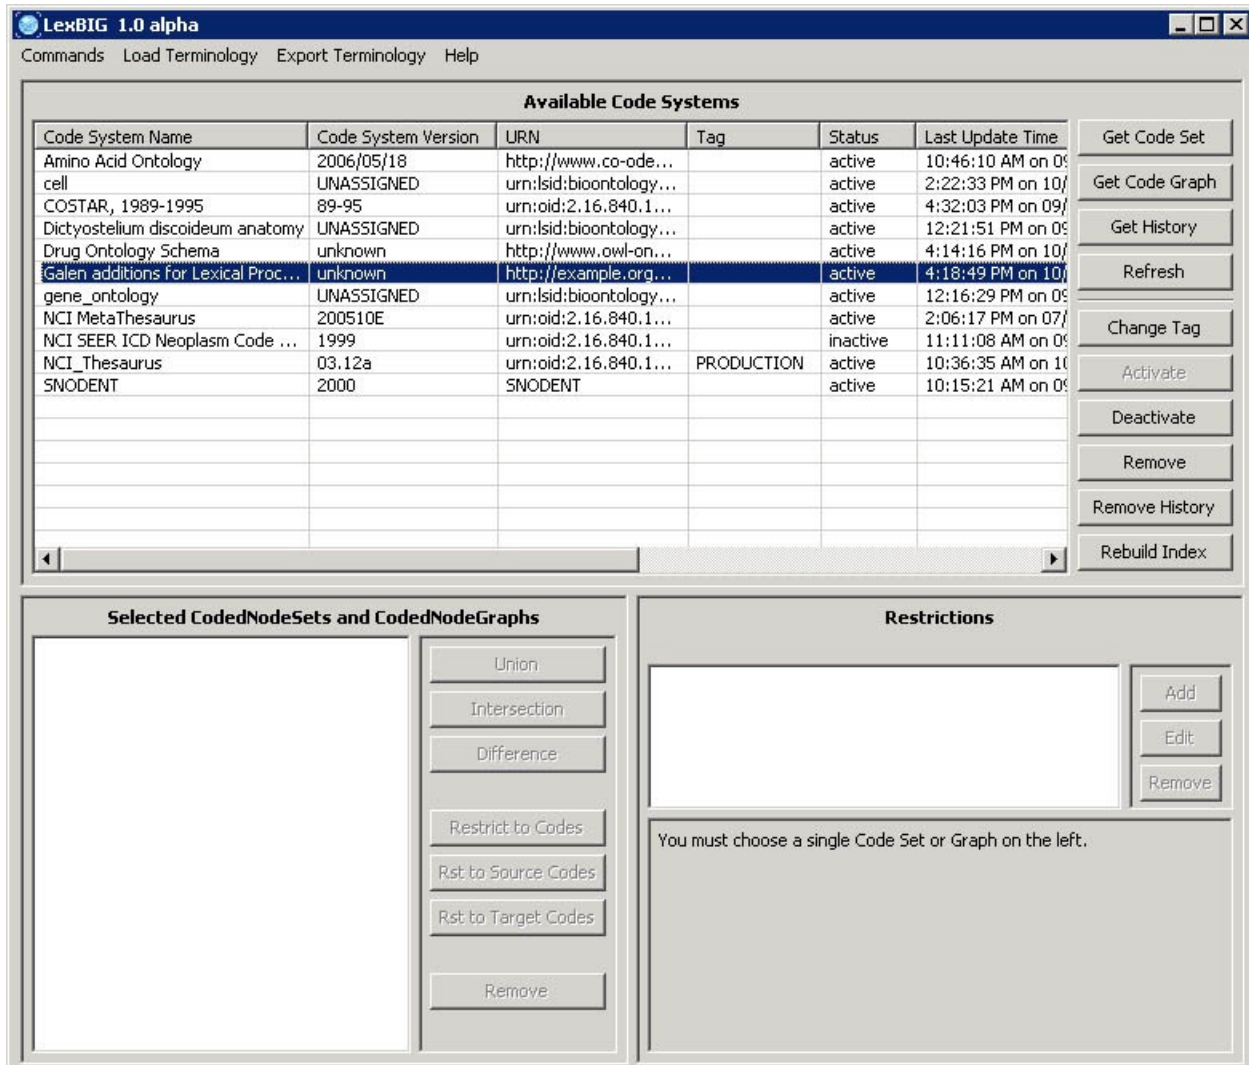 LexBIG 1.0 alpha
Commands Load Terminology Export Terminology Help
Available Code Systems
Code System Name Code System Version URN Tag Status Last Update Time
Amino Acid Ontology 2006/05/18 http://www.co-ode... active 10:46:10 AM on 09
cell UNASSIGNED urn:lsid:bioontology... active 2:22:33 PM on 10/
COSTAR, 1989-1995 89-95 urn:oid:2.16.840.1... active 4:32:03 PM on 09/
Dictyostelium discoideum anatomy UNASSIGNED urn:lsid:bioontology... active 12:21:51 PM on 09
Drug Ontology Schema unknown http://www.owl-on... active 4:14:16 PM on 10/
Galen additions for Lexical Proc... unknown http://example.org... active 4:18:49 PM on 10/
gene_ontology UNASSIGNED urn:lsid:bioontology... active 12:16:29 PM on 09
NCI MetaThesaurus 200510E urn:oid:2.16.840.1... active 2:06:17 PM on 07/
NCI SEER ICD Neoplasm Code ... 1999 urn:oid:2.16.840.1... inactive 11:11:08 AM on 09
NCI_Thesaurus 03.12a urn:oid:2.16.840.1... PRODUCTION active 10:36:35 AM on 10
SNODENT 2000 SNODENT active 10:15:21 AM on 09
Get Code Set
Get Code Graph
Get History
Refresh
Change Tag
Activate
Deactivate
Remove
Remove History
Rebuild Index
Selected CodedNodeSets and CodedNodeGraphs
Union
Intersection
Difference
Restrict to Codes
Rst to Source Codes
Rst to Target Codes
Remove
Restrictions
Add
Edit
Remove
You must choose a single Code Set or Graph on the left.